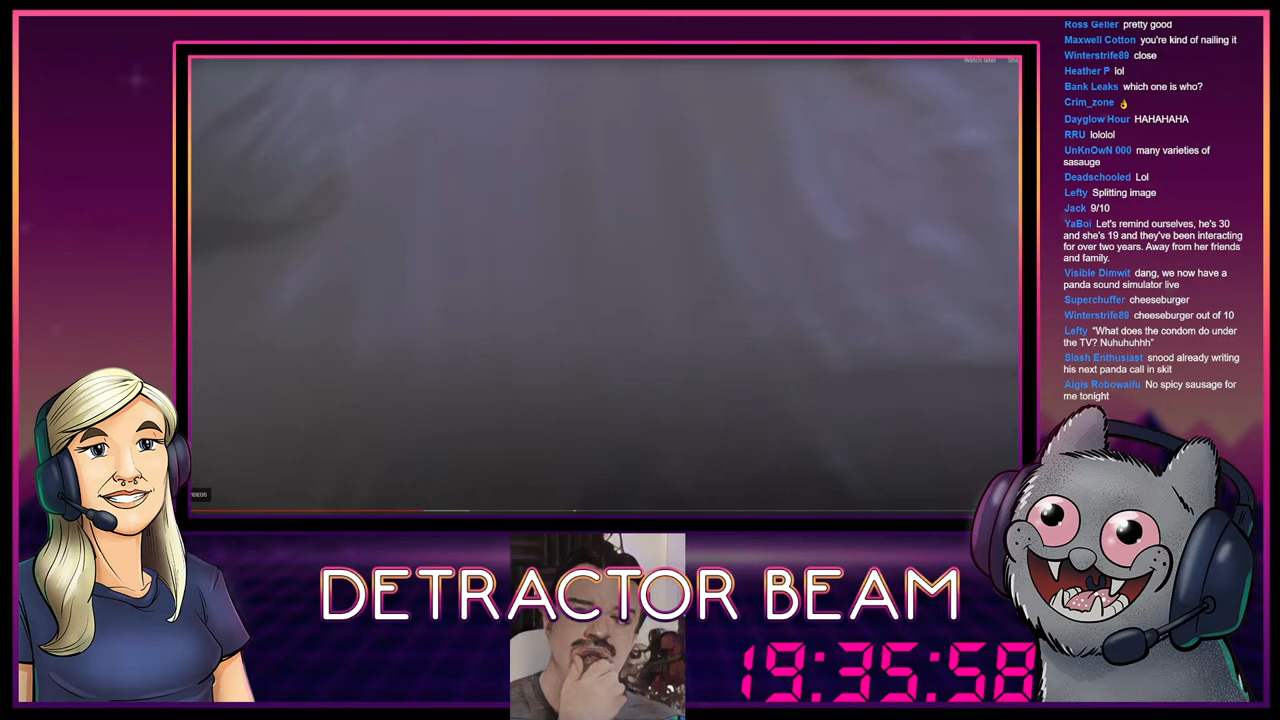 Watch later
Sha
IDEOS
Ross Geller pretty good
Maxwell Cotton you're kind of nailing it
Winterstrife89 close
Heather P lol
Bank Leaks which one is who?
Crim_zone 👌
Dayglow Hour HAHAHAHA
RRU lololol
UnKnOwN 000 many varieties of
sasauge
Deadschooled Lol
Lefty Splitting image
Jack 9/10
YaBoi Let's remind ourselves, he's 30
and she's 19 and they've been interacting
for over two years. Away from her friends
and family.
Visible Dimwit dang, we now have a
panda sound simulator live
Superchuffer cheeseburger
Winterstrife89 cheeseburger out of 10
Lefty “What does the condom do under
the TV? Nuhuhuhhh”
Slash Enthusiast snood already writing
his next panda call in skit
Aigis Robowaifu No spicy sausage for
me tonight
DETRACTOR BEAM
19:35:58